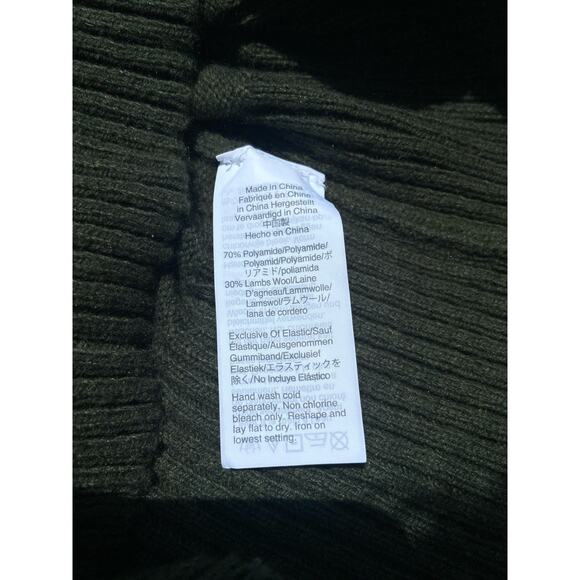 Made in China
Fabriqué en China
in China Hergestellt
Vervaardigd in China
中国製
Hecho en China
70% Polyamide/Polyamide/
Polyamid/Polyamide/ポ
リアミド/poliamida
30% Lambs Wool/Laine
D'agneau/Lammwolle/
Lamswol/ラムウール/
lana de cordero
Exclusive Of Elastic/Sauf
Élastique/Ausgenommen
Gummiband/Exclusief
Elastiek/エラスティックを
除く/No Incluye Elástico
Hand wash cold
separately. Non chlorine
bleach only. Reshape and
lay flat to dry. Iron on
lowest setting.